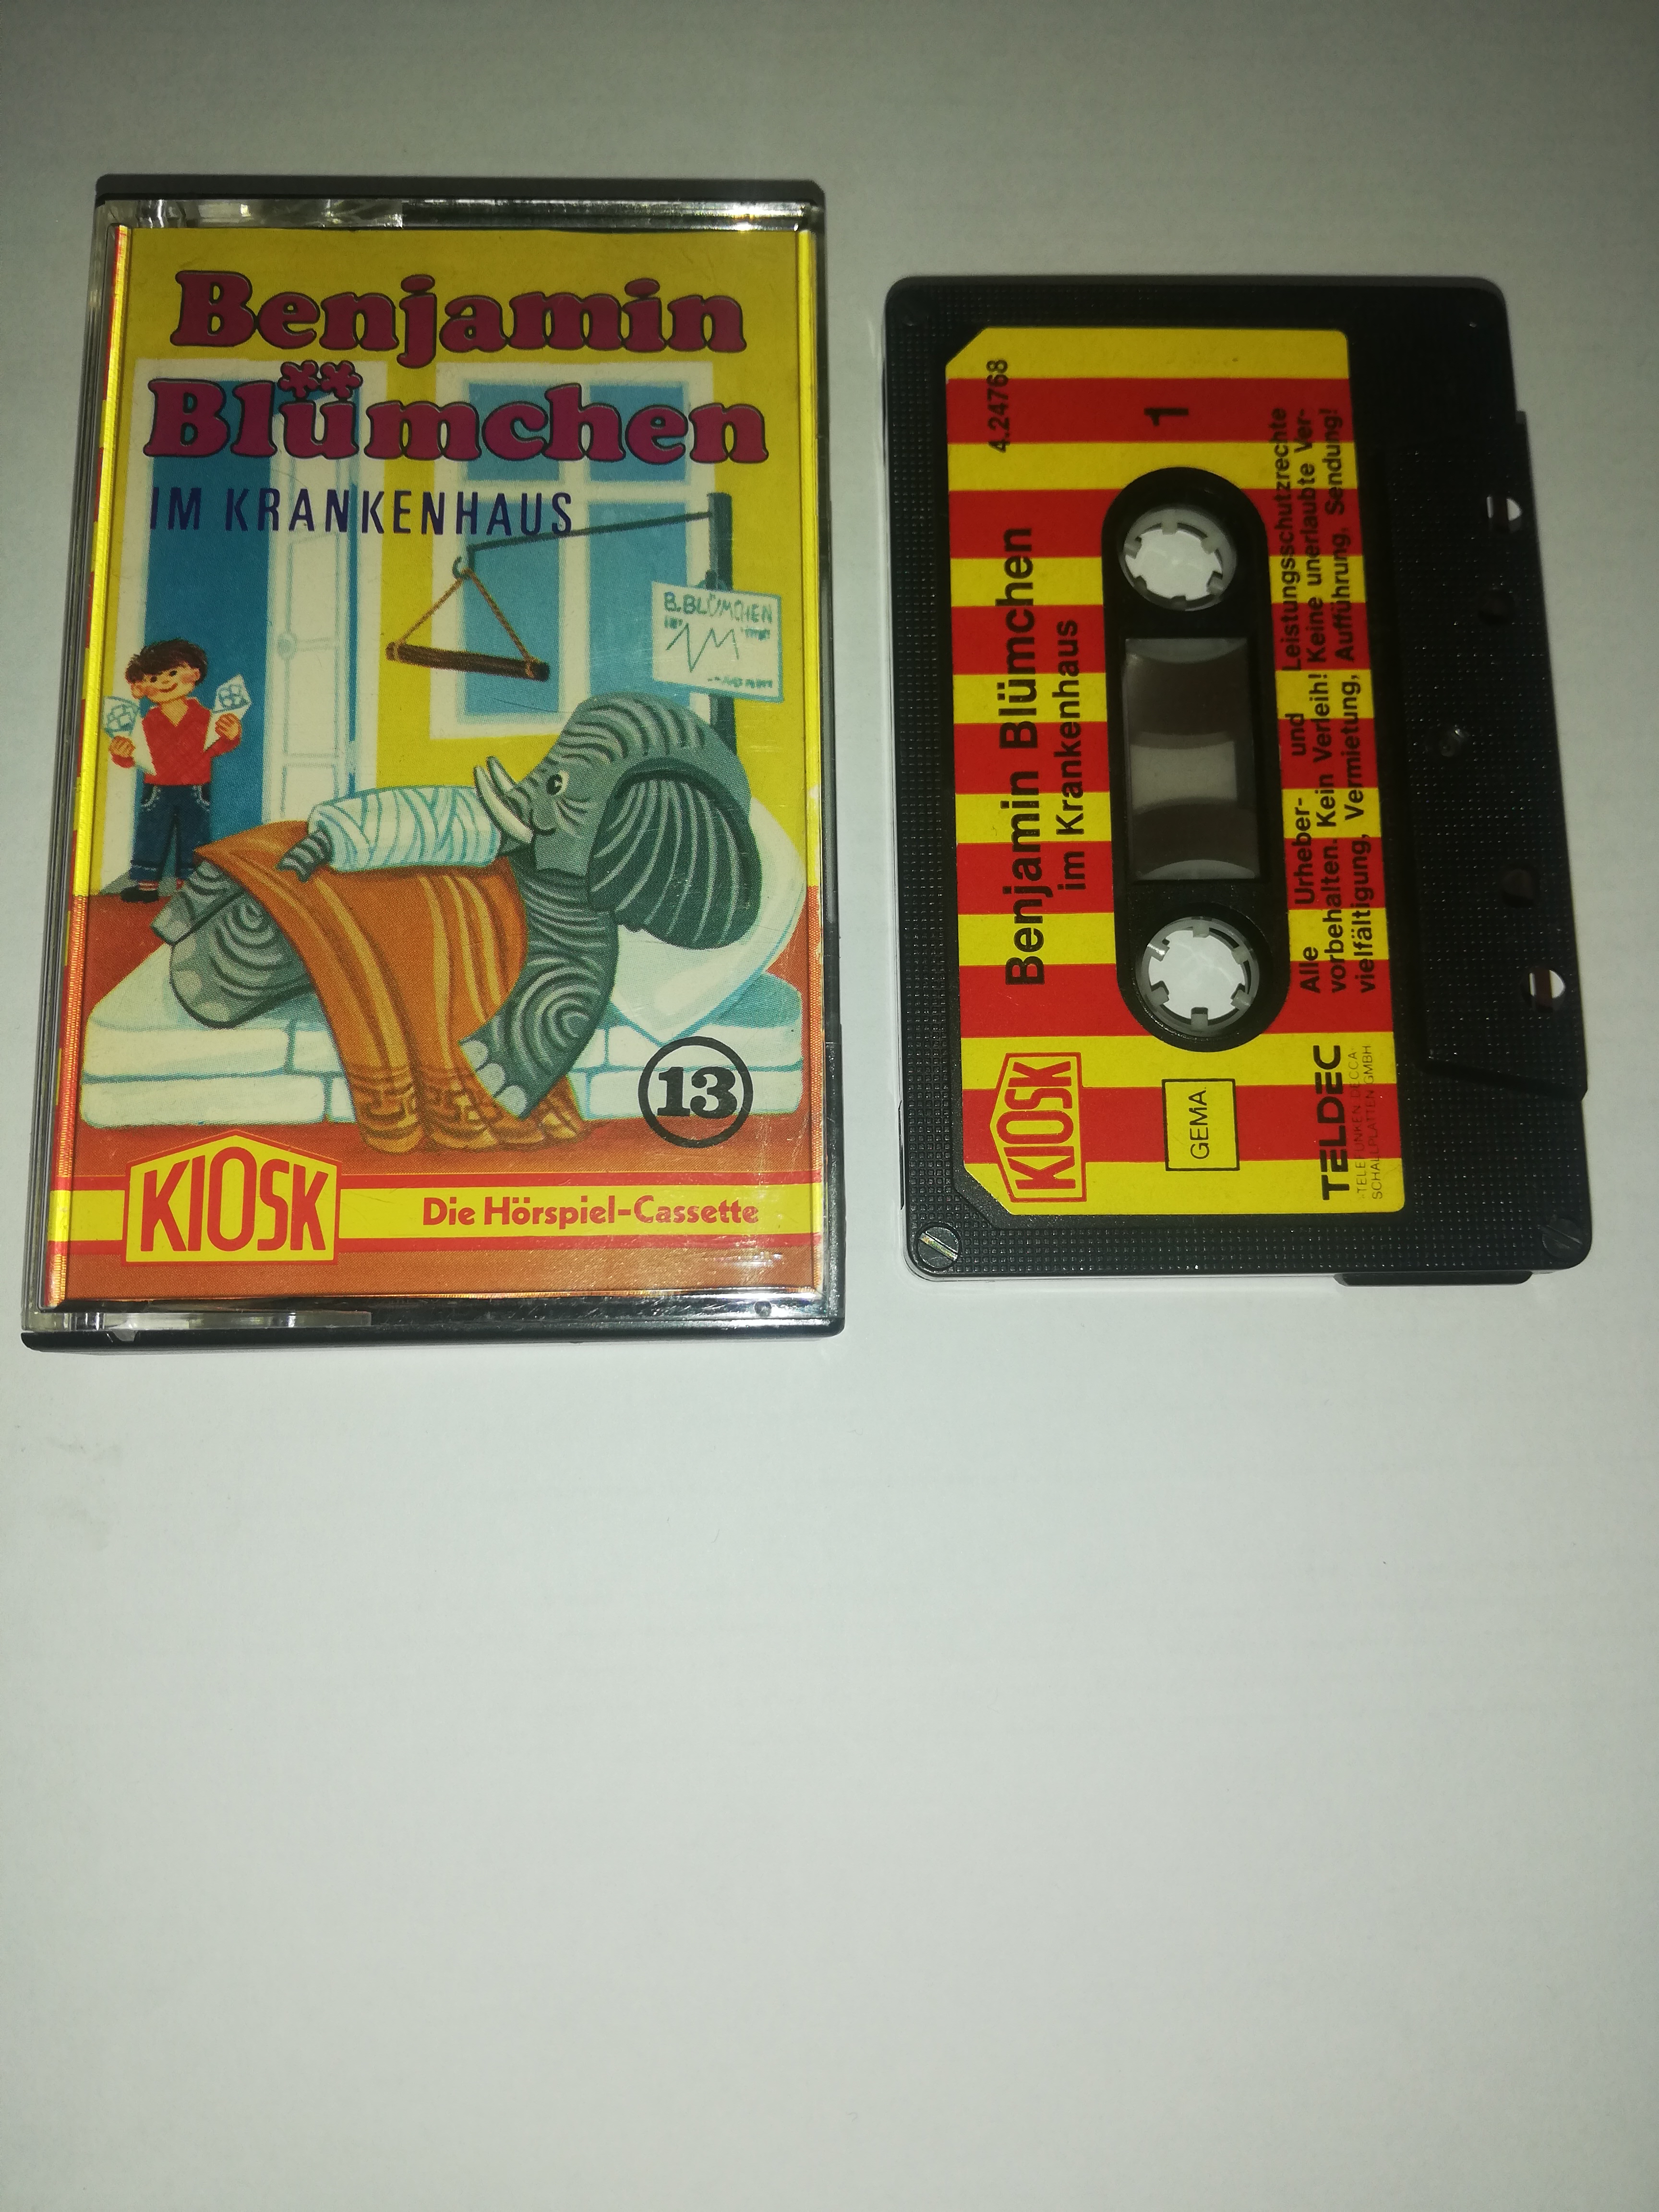 Benjamin
Blümchen
IM KRANKENHAUS
B.BLÜMCHEN
13
KIOSK
Die Hörspiel-Cassette
4.24768
1
Benjamin Blümchen
im Krankenhaus
KIOSK
GEMA
Alle Urheber- und Leistungsschutzrechte
vorbehalten. Kein Verleih! Keine unerlaubte Ver-
vielfältigung, Vermietung, Aufführung, Sendung!
TELDEC
TELEFUNKEN DECCA
SCHALLPLATTEN GMBH